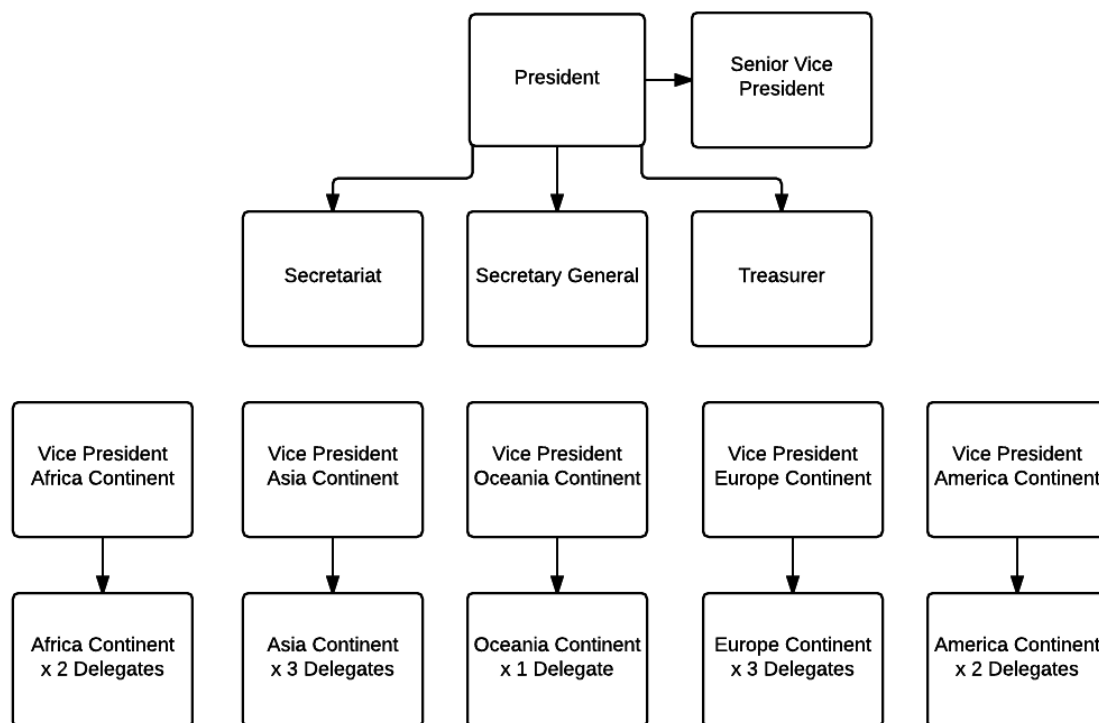 President
Senior Vice
President
Secretariat
Secretary General
Treasurer
Vice President
Africa Continent
Vice President
Asia Continent
Vice President
Oceania Continent
Vice President
Europe Continent
Vice President
America Continent
Africa Continent
x 2 Delegates
Asia Continent
x 3 Delegates
Oceania Continent
x 1 Delegate
Europe Continent
x 3 Delegates
America Continent
x 2 Delegates